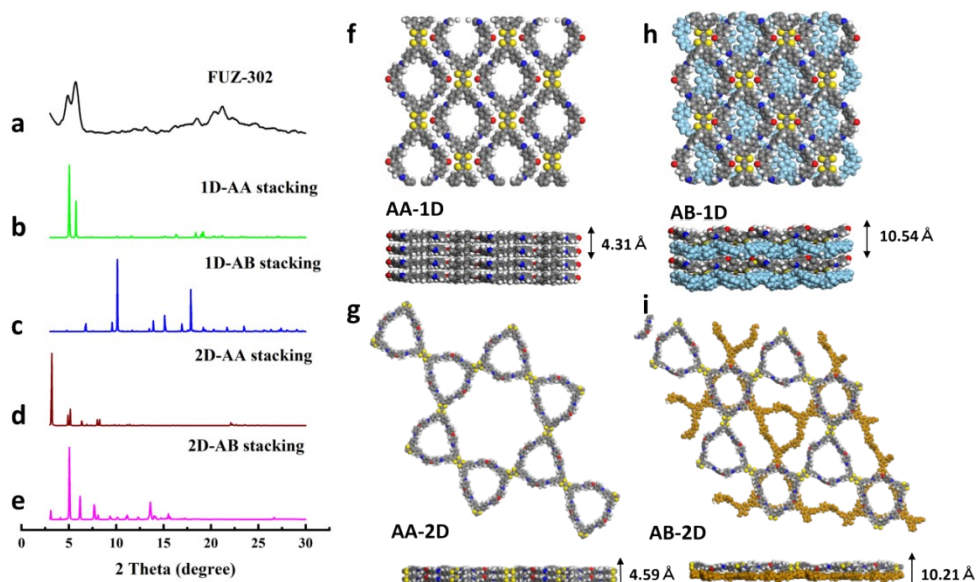 a
FUZ-302
b
1D-AA stacking
c
1D-AB stacking
d
2D-AA stacking
e
2D-AB stacking
0 5 10 15 20 25 30
2 Theta (degree)
f
AA-1D
4.31 Å
h
AB-1D
10.54 Å
g
AA-2D
4.59 Å
i
AB-2D
10.21 Å